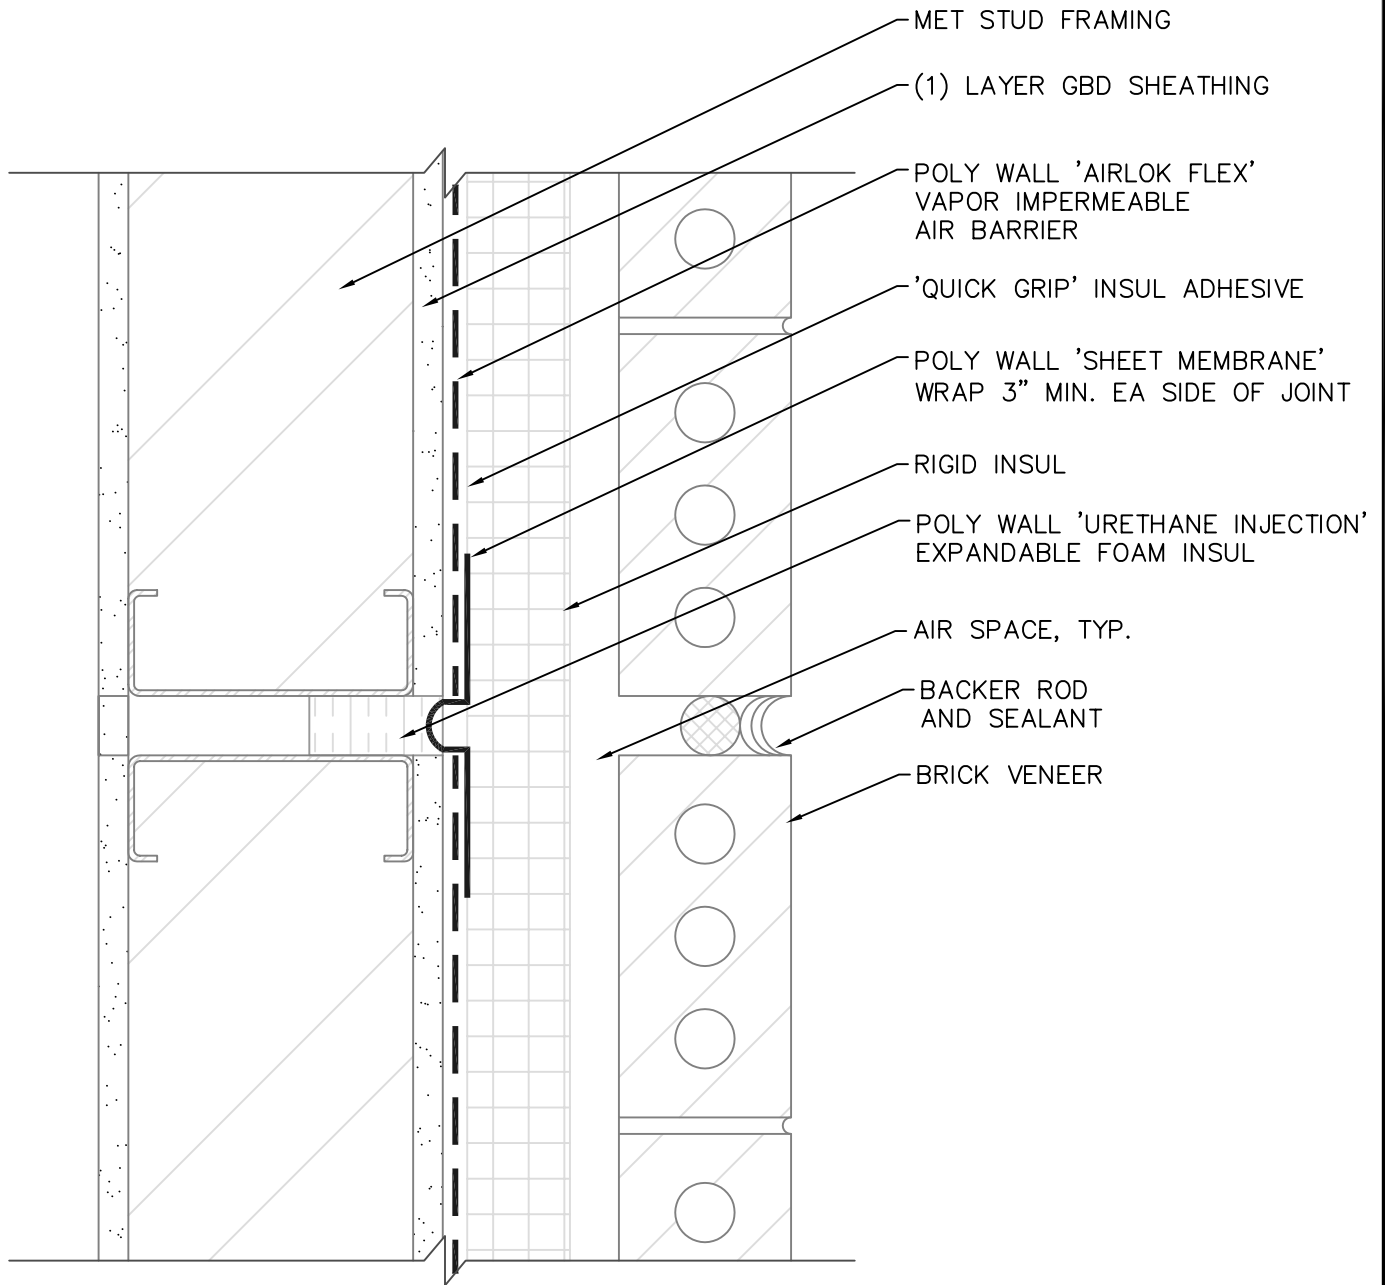 MET STUD FRAMING
(1) LAYER GBD SHEATHING
POLY WALL 'AIRLOK FLEX'
VAPOR IMPERMEABLE
AIR BARRIER
'QUICK GRIP' INSUL ADHESIVE
POLY WALL 'SHEET MEMBRANE'
WRAP 3" MIN. EA SIDE OF JOINT
RIGID INSUL
POLY WALL 'URETHANE INJECTION'
EXPANDABLE FOAM INSUL
AIR SPACE, TYP.
BACKER ROD
AND SEALANT
BRICK VENEER